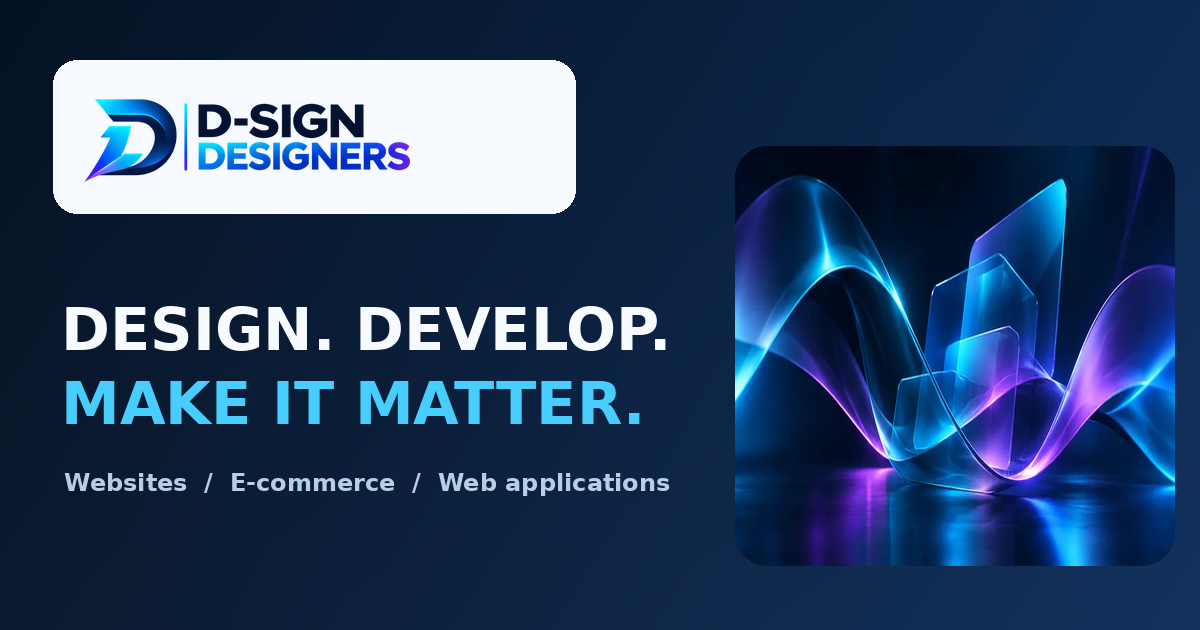 D-SIGN
DESIGNERS
DESIGN. DEVELOP.
MAKE IT MATTER.
Websites / E-commerce / Web applications